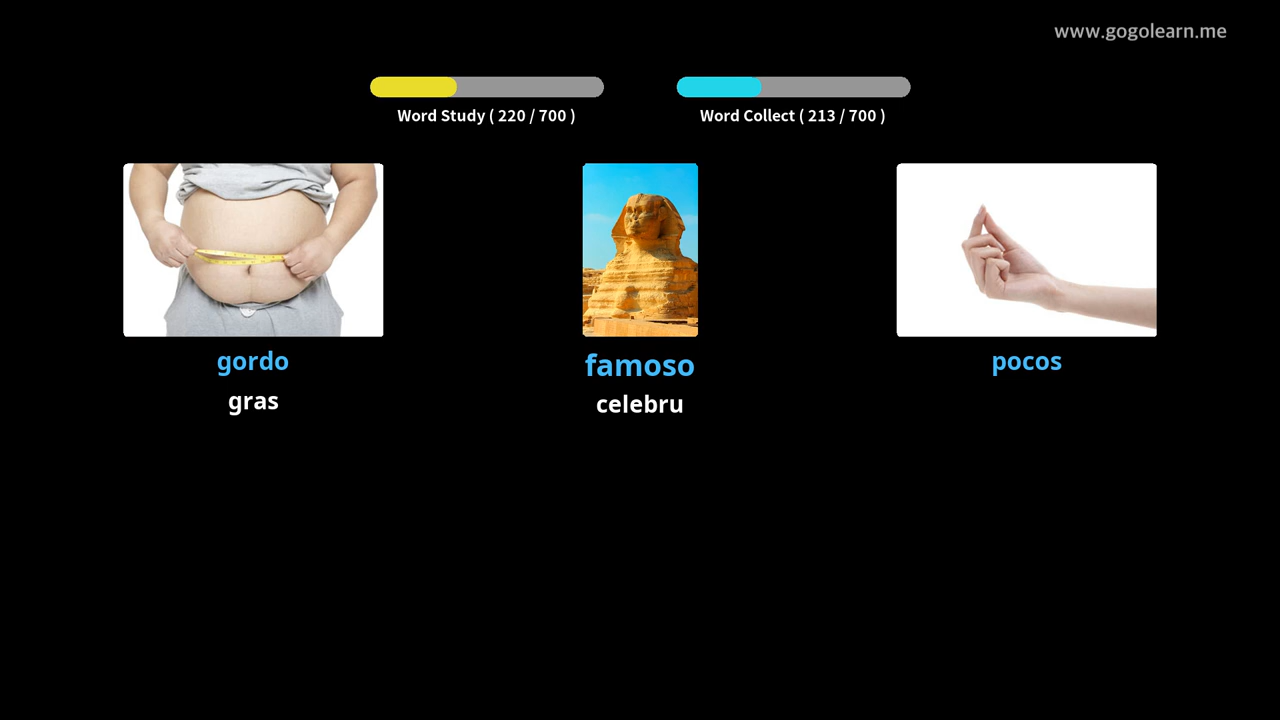 www.gogolearn.me
Word Study ( 220 / 700 )
Word Collect ( 213 / 700 )
gordo
gras
famoso
celebru
pocos